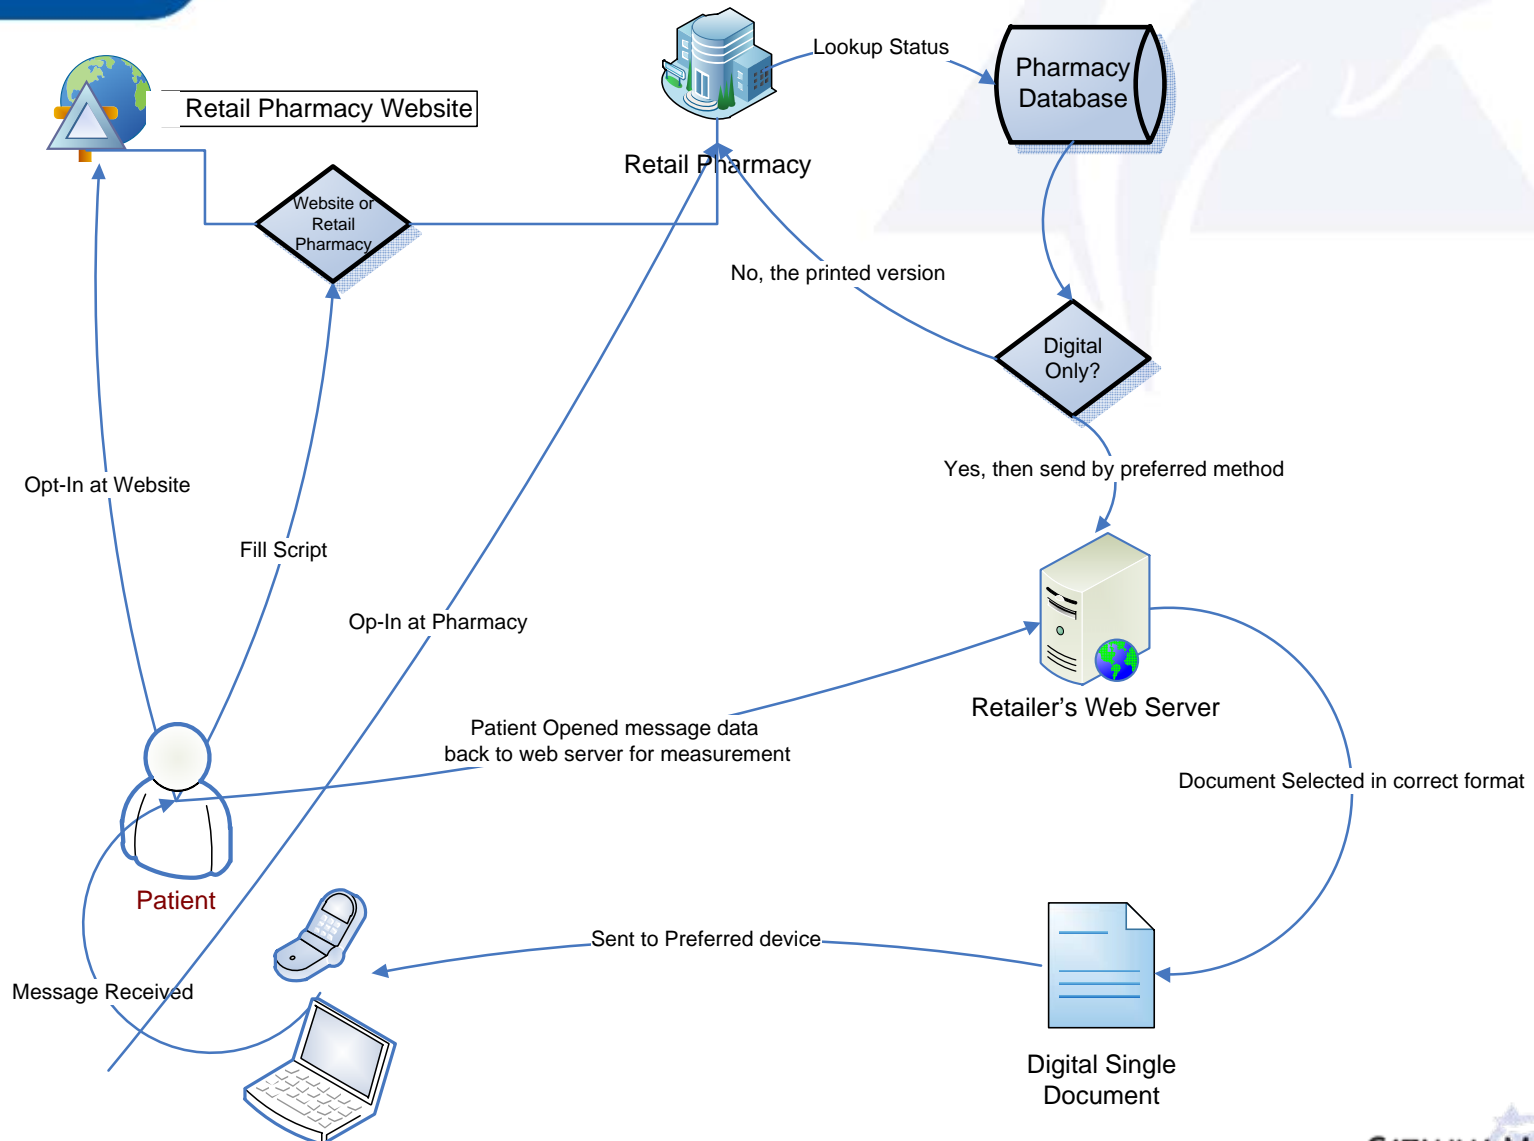 Lookup Status
Pharmacy
Database
Retail Pharmacy Website
Retail Pharmacy
Website or
Retail
Pharmacy
No, the printed version
Digital
Only?
Yes, then send by preferred method
Opt-In at Website
Fill Script
Op-In at Pharmacy
Retailer's Web Server
Patient Opened message data
back to web server for measurement
Document Selected in correct format
Patient
Sent to Preferred device
Message Received
Digital Single
Document